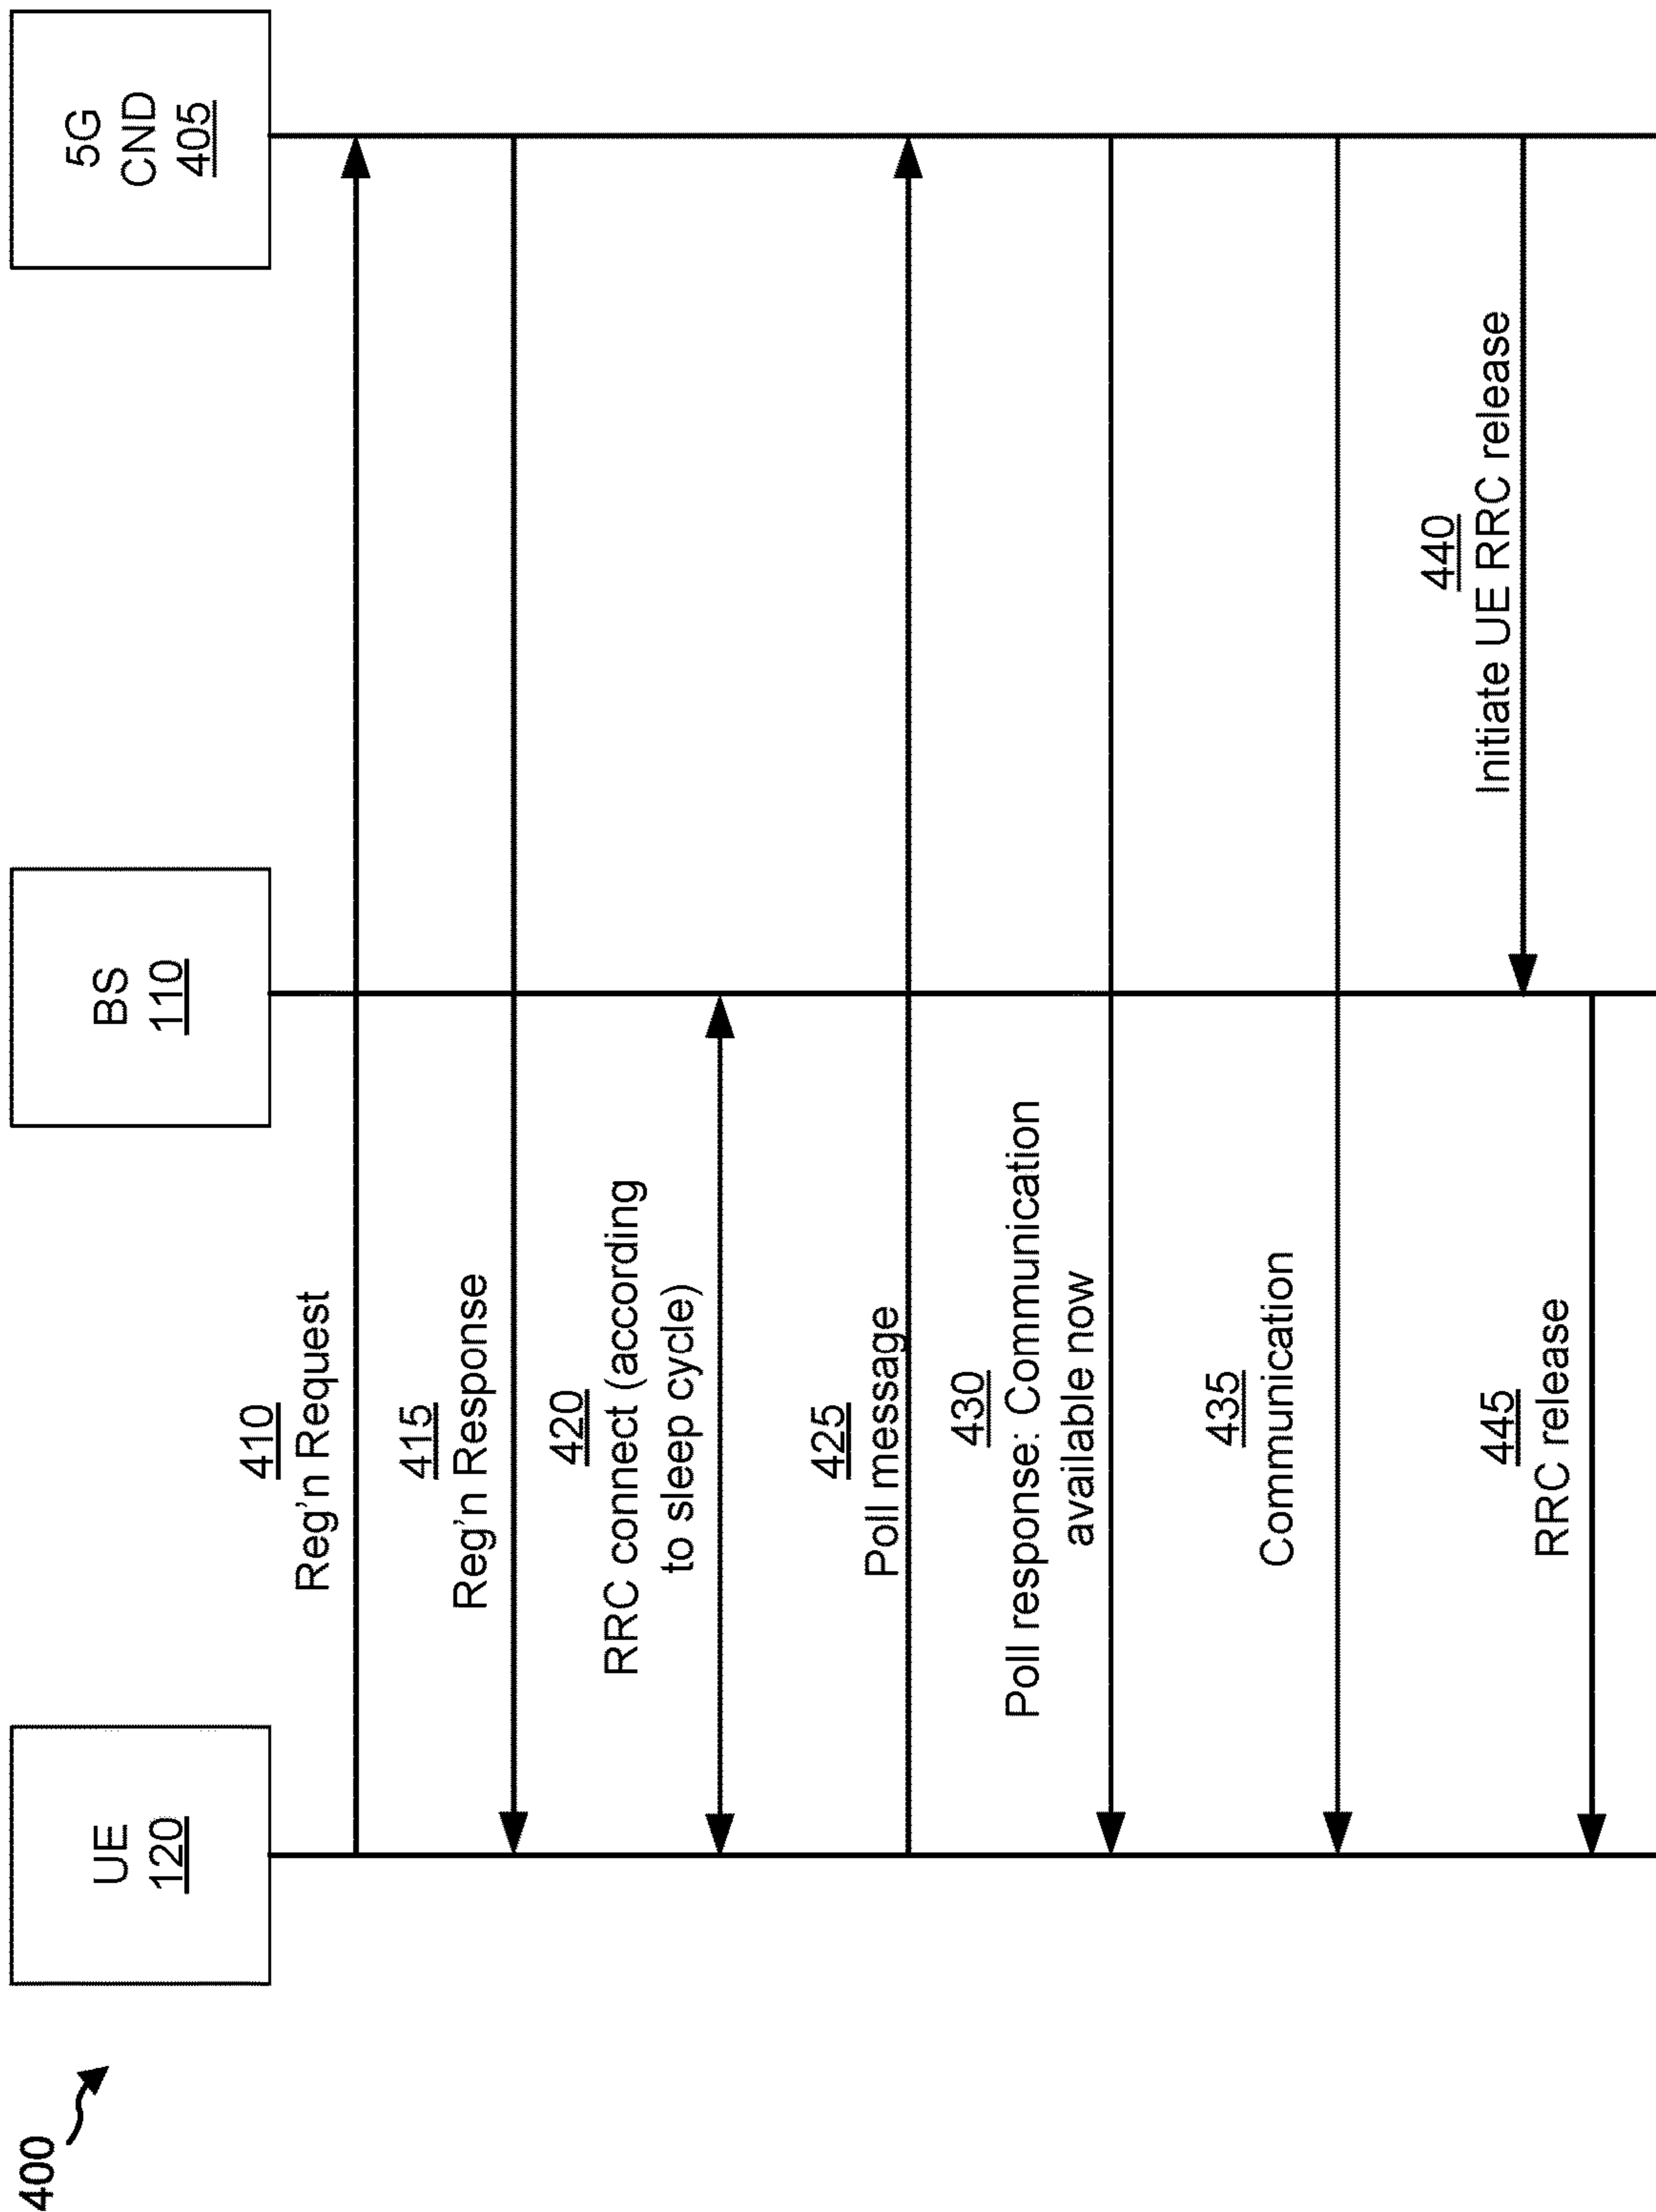 400
UE
120
BS
110
5G
CND
405
410
Reg'n Request
415
Reg'n Response
420
RRC connect (according
to sleep cycle)
425
Poll message
430
Poll response: Communication
available now
435
Communication
440
Initiate UE RRC release
445
RRC release